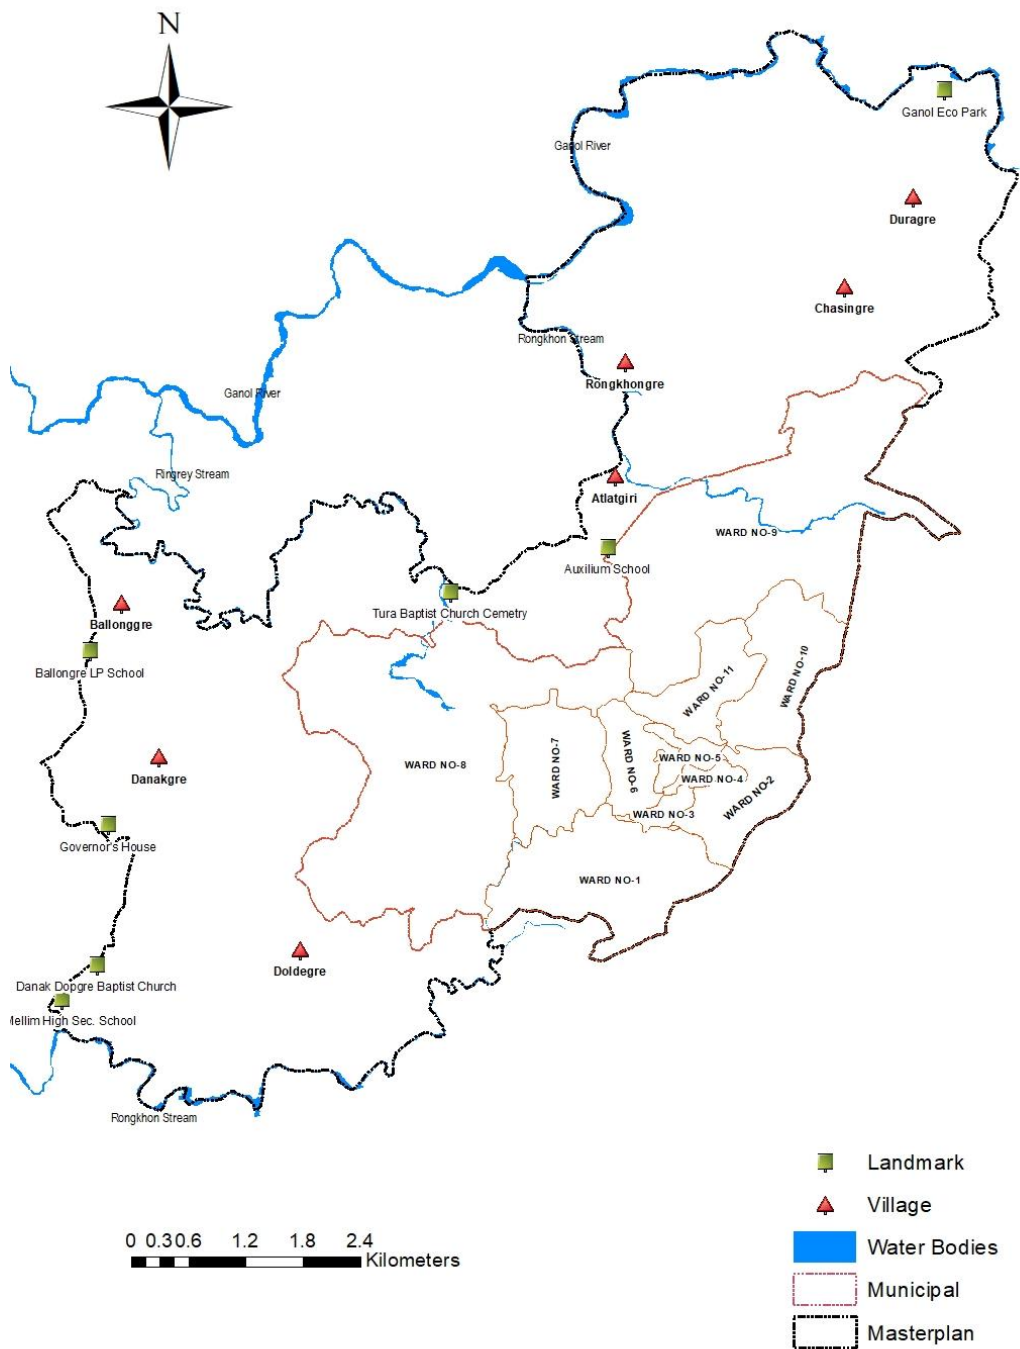 N
Ganol Eco Park
Ganol River
Duragre
Chasingre
Rongkhon Stream
Rongkhongre
Ganol River
Ringrey Stream
Atlatgiri
WARD NO-9
Auxilium School
Tura Baptist Church Cemetry
Ballonggre
Ballongre LP School
WARD NO-10
WARD NO-11
WARD NO-8
WARD NO-7
WARD NO-6
WARD NO-5
WARD NO-4
WARD NO-2
WARD NO-3
Danakgre
Governor's House
WARD NO-1
Doldegre
Danak Dopgre Baptist Church
Mellim High Sec. School
Rongkhon Stream
Landmark
Village
Water Bodies
Municipal
Masterplan
0 0.30.6 1.2 1.8 2.4
Kilometers